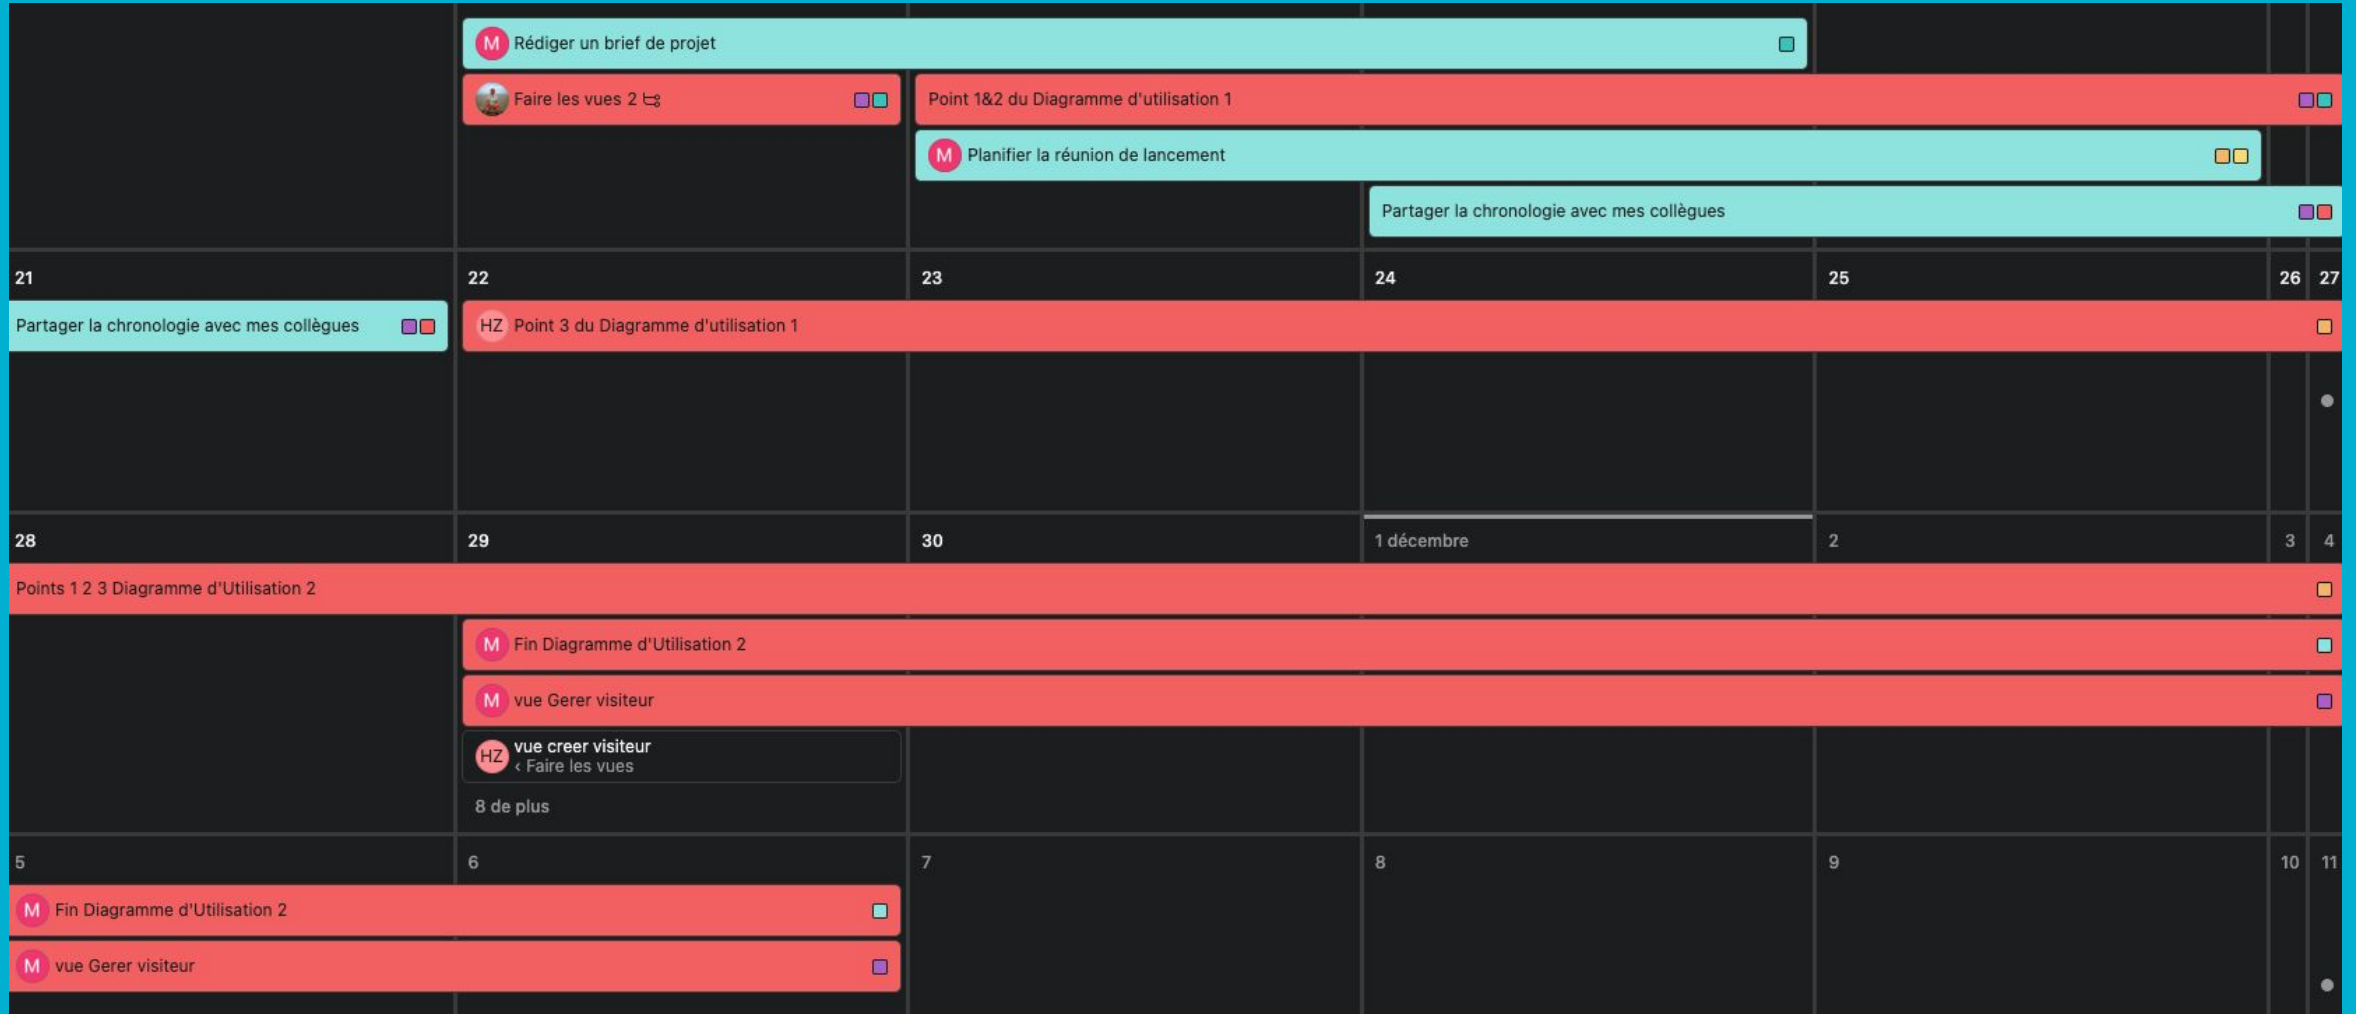 M Rédiger un brief de projet
Faire les vues 2
Point 1&2 du Diagramme d'utilisation 1
M Planifier la réunion de lancement
Partager la chronologie avec mes collègues
21 22 23 24 25 26 27
Partager la chronologie avec mes collègues
HZ Point 3 du Diagramme d'utilisation 1
28 29 30 1 décembre 2 3 4
Points 1 2 3 Diagramme d'Utilisation 2
M Fin Diagramme d'Utilisation 2
M vue Gerer visiteur
HZ vue creer visiteur
‹ Faire les vues
8 de plus
5 6 7 8 9 10 11
M Fin Diagramme d'Utilisation 2
M vue Gerer visiteur